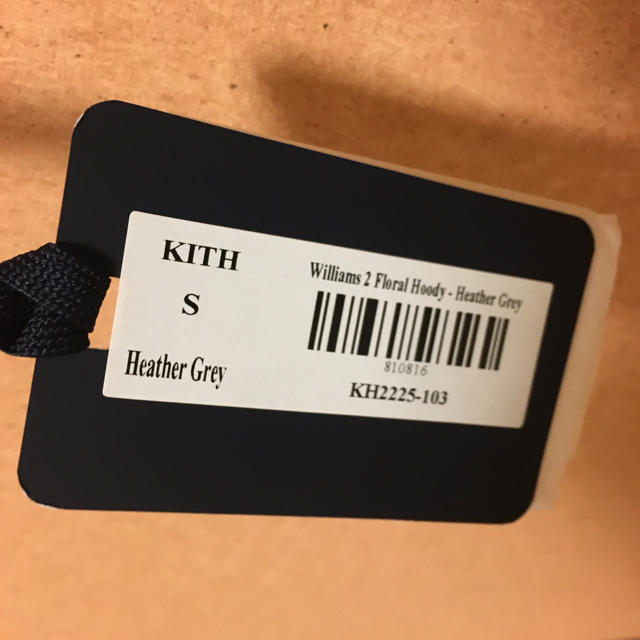 KITH
S
Heather Grey
Williams 2 Floral Hoody - Heather Grey
810816
KH2225-103